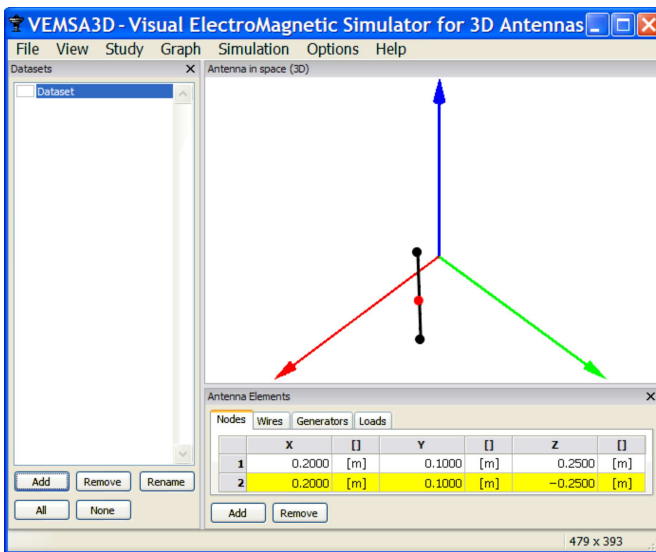 VEMSA3D - Visual ElectroMagnetic Simulator for 3D Antennas
File View Study Graph Simulation Options Help
Datasets
Dataset
Add Remove Rename
All None
Antenna in space (3D)
Antenna Elements
Nodes Wires Generators Loads
X [] Y [] Z []
1 0.2000 [m] 0.1000 [m] 0.2500 [m]
2 0.2000 [m] 0.1000 [m] −0.2500 [m]
Add Remove
479 x 393